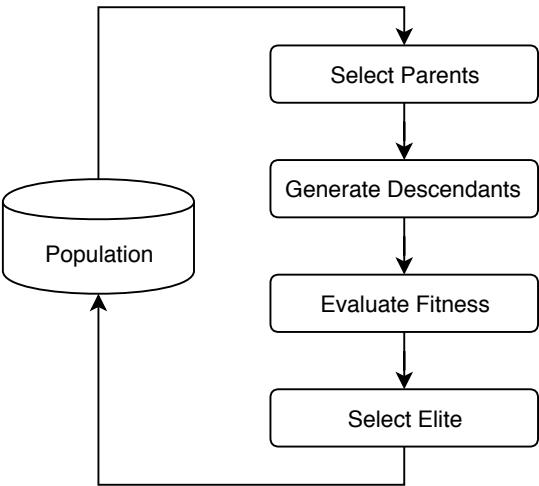 Select Parents
Generate Descendants
Population
Evaluate Fitness
Select Elite